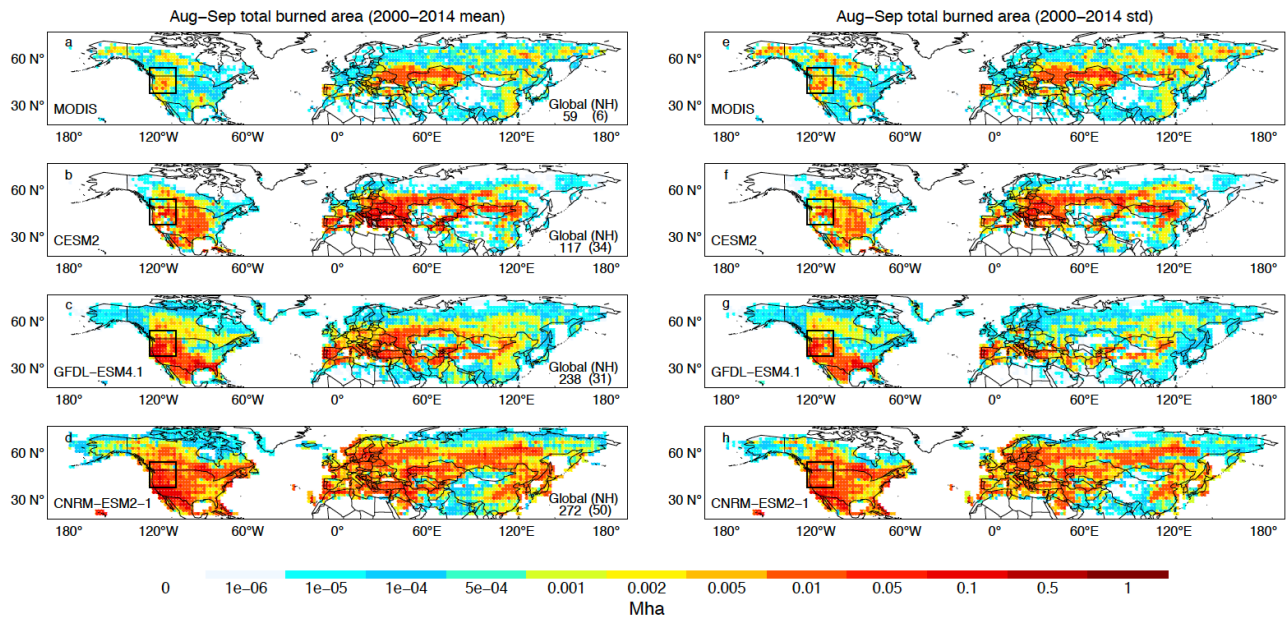 Aug-Sep total burned area (2000-2014 mean)
a
60 N°
30 N°
MODIS
Global (NH)
59 (6)
180° 120°W 60°W 0° 60°E 120°E 180°
b
60 N°
30 N°
CESM2
Global (NH)
117 (34)
180° 120°W 60°W 0° 60°E 120°E 180°
c
60 N°
30 N°
GFDL-ESM4.1
Global (NH)
238 (31)
180° 120°W 60°W 0° 60°E 120°E 180°
d
60 N°
30 N°
CNRM-ESM2-1
Global (NH)
272 (50)
180° 120°W 60°W 0° 60°E 120°E 180°
Aug-Sep total burned area (2000-2014 std)
e
60 N°
30 N°
MODIS
180° 120°W 60°W 0° 60°E 120°E 180°
f
60 N°
30 N°
CESM2
180° 120°W 60°W 0° 60°E 120°E 180°
g
60 N°
30 N°
GFDL-ESM4.1
180° 120°W 60°W 0° 60°E 120°E 180°
h
60 N°
30 N°
CNRM-ESM2-1
180° 120°W 60°W 0° 60°E 120°E 180°
0 1e-06 1e-05 1e-04 5e-04 0.001 0.002 0.005 0.01 0.05 0.1 0.5 1
Mha